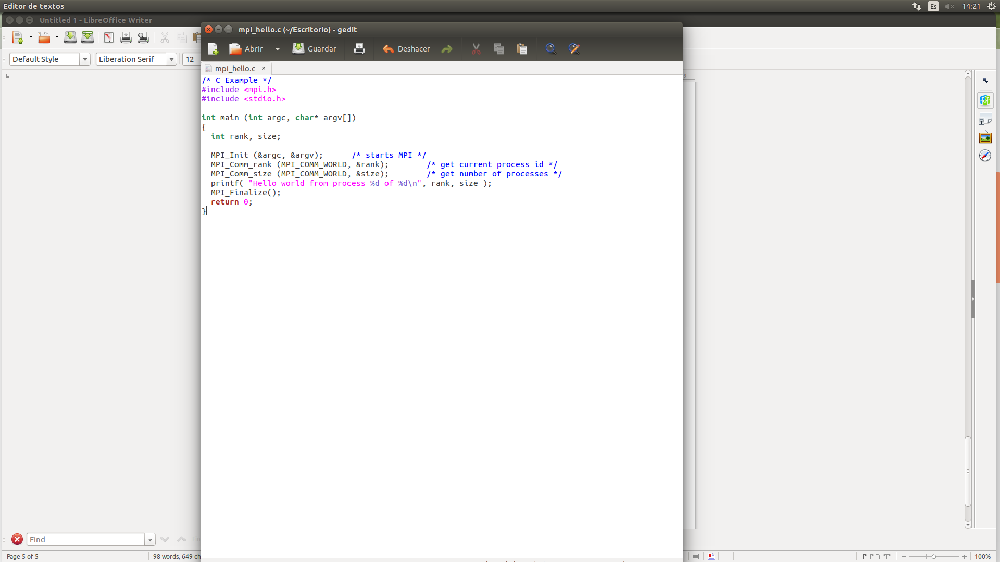 Editor de textos
Es
14:21
Untitled 1 - LibreOffice Writer
mpi_hello.c (~/Escritorio) - gedit
Abrir
Guardar
Deshacer
Default Style
Liberation Serif
12
mpi_hello.c
/* C Example */
#include <mpi.h>
#include <stdio.h>
int main (int argc, char* argv[])
{
int rank, size;
MPI_Init (&argc, &argv);      /* starts MPI */
MPI_Comm_rank (MPI_COMM_WORLD, &rank);        /* get current process id */
MPI_Comm_size (MPI_COMM_WORLD, &size);        /* get number of processes */
printf( "Hello world from process %d of %d\n", rank, size );
MPI_Finalize();
return 0;
}
Find
Page 5 of 5
98 words, 649 ch
100%